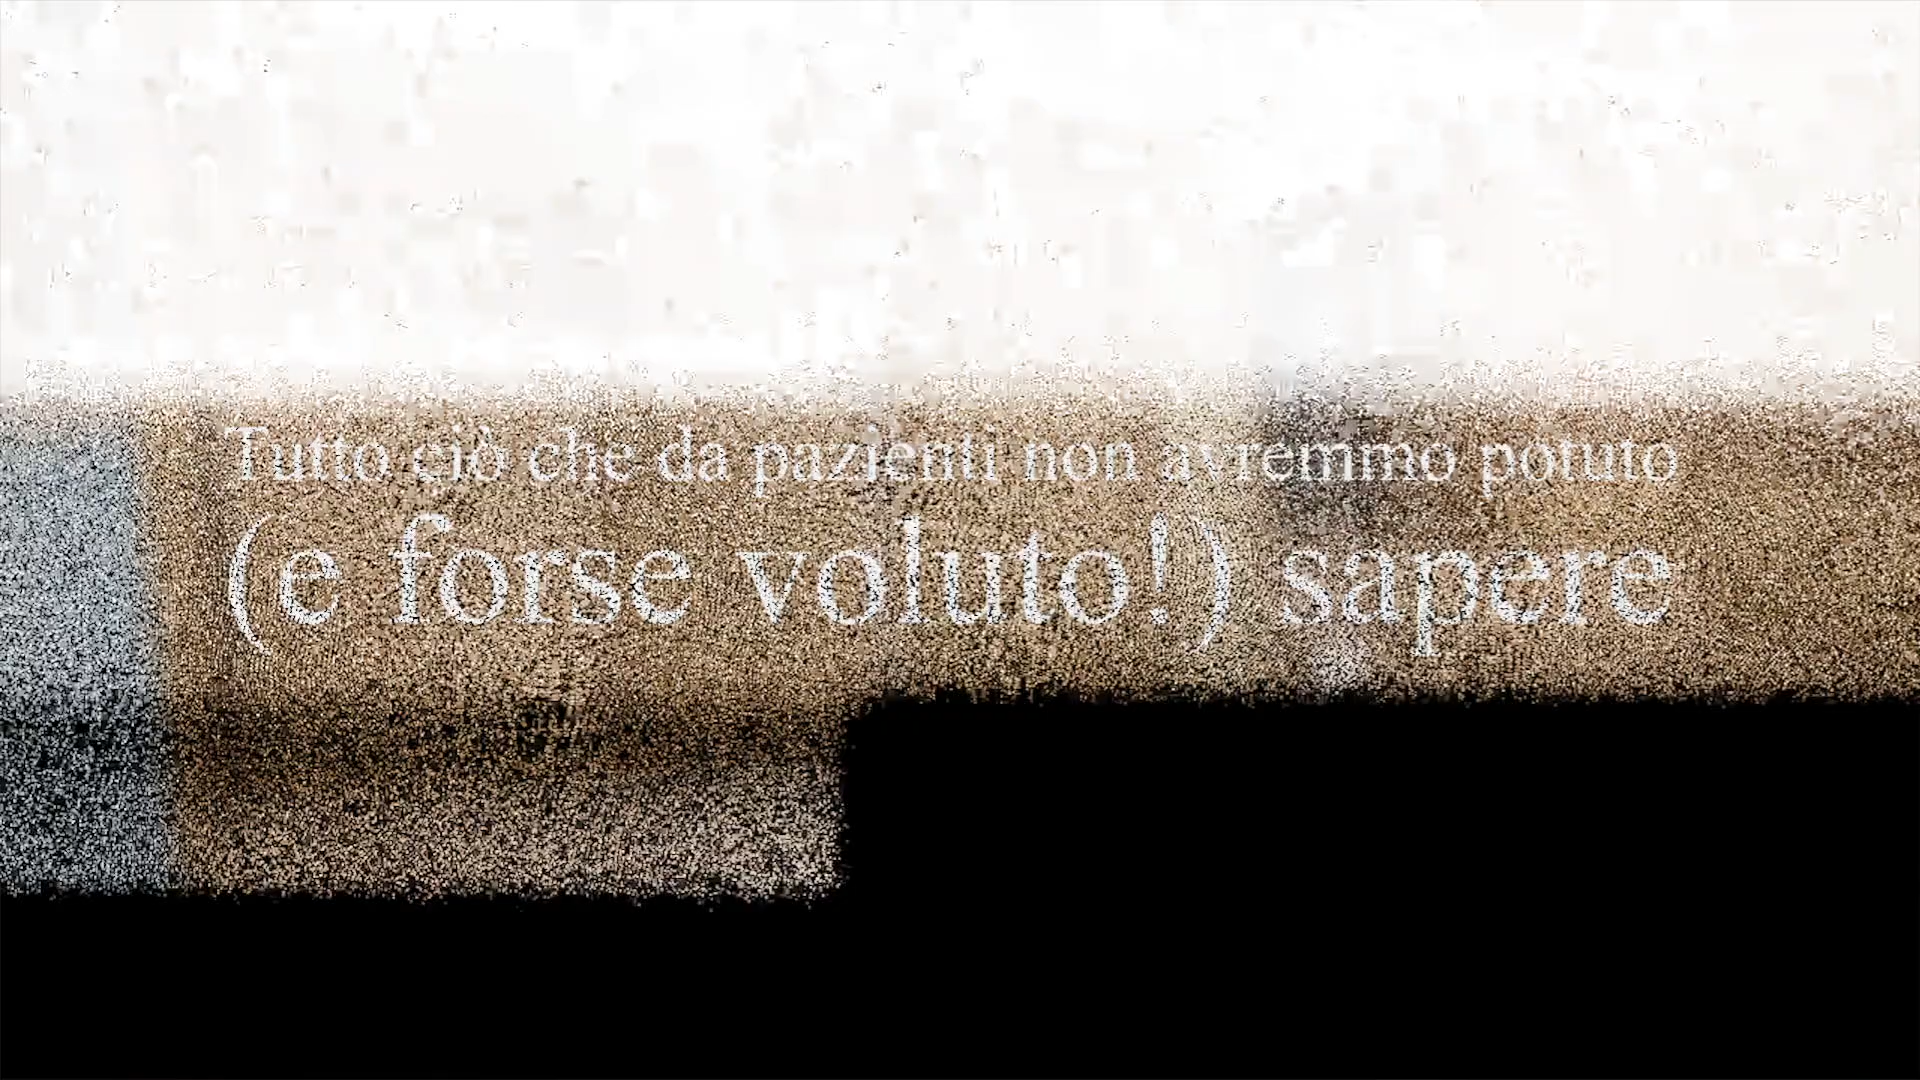 Tutto ciò che da pazienti non avremmo potuto
(e forse voluto!) sapere